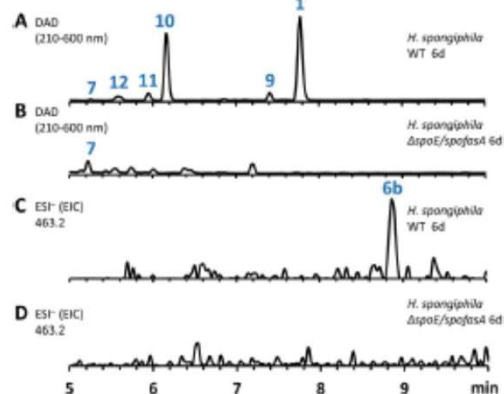 A DAD
(210-600 nm)
7 12 11 10 9 1
H. spongiphila
WT 6d
B DAD
(210-600 nm)
7
H. spongiphila
ΔspoE/spofasA 6d
C ESI⁻ (EIC)
463.2
6b
H. spongiphila
WT 6d
D ESI⁻ (EIC)
463.2
H. spongiphila
ΔspoE/spofasA 6d
5 6 7 8 9 min